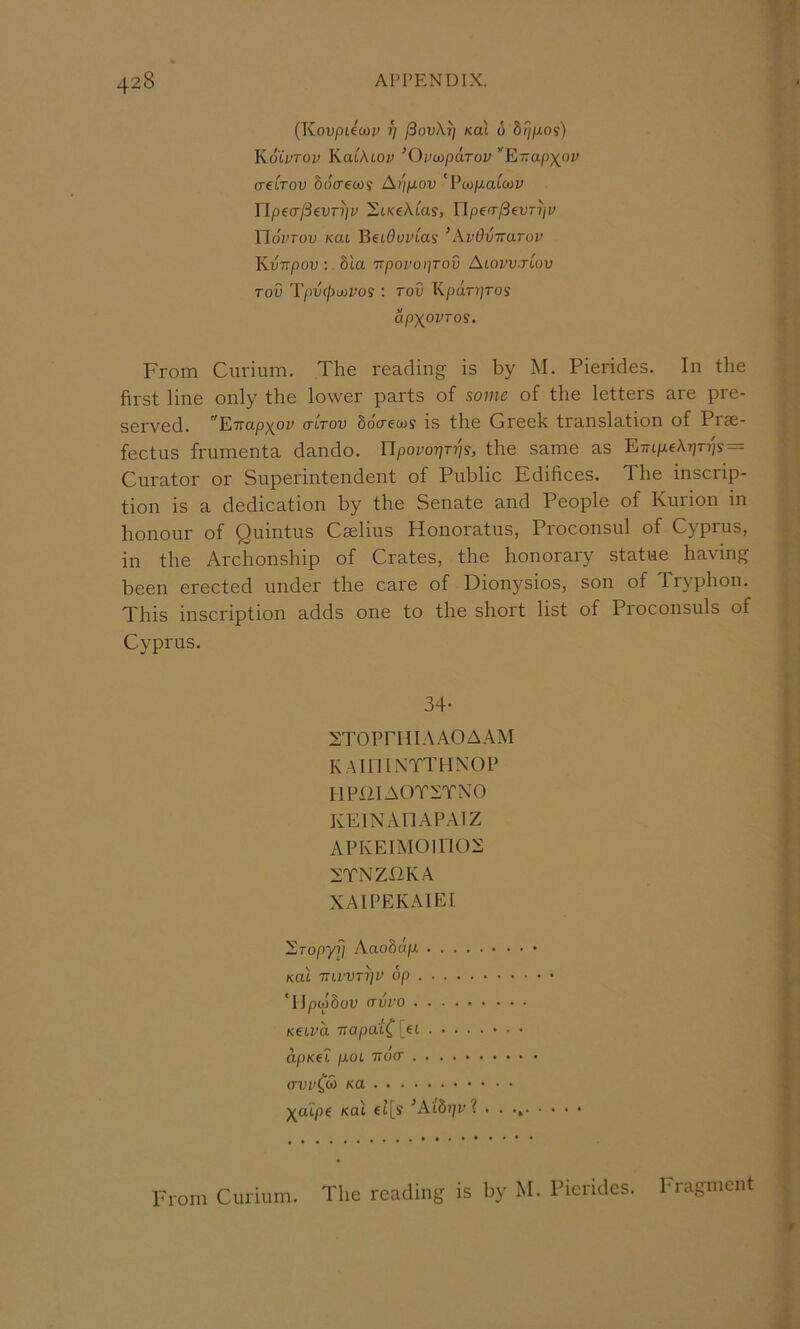 428 APPENDIX.
(Κουριέων ἡ βουλὴ καὶ ὁ δῆμος)
Κόϊντον Καίλιον Ὀνωρᾶτον Ἔπαρχον
σείτου δόσεως Δήμου Ῥωμαίων
Πρεσβευτὴν Σικελίας, Πρεσβευτὴν
Πόντου και Βειθυνίας Ἀνθύπατον
Κύπρου : δἰα προνοητοῦ Διονυσίου
τοῦ Τρύφωνος : τοῦ Κράτητος
ἄρχοντος.
From Curium. The reading is by M. Pierides. In the
first line only the lower parts of some of the letters are pre-
served. Ἔπαρχον σίτου δόσεως is the Greek translation of Præ-
fectus frumenta dando. Προνοητής, the same as Ἐπιμελητής=
Curator or Superintendent of Public Edifices. The inscrip-
tion is a dedication by the Senate and People of Kurion in
honour of Quintus Cælius Honoratus, Proconsul of Cyprus,
in the Archonship of Crates, the honorary statue having
been erected under the care of Dionysios, son of Tryphon.
This inscription adds one to the short list of Proconsuls of
Cyprus.
34.
ΣΤΟΡΓΗΙΛΑΟΔΑΜ
ΚΑΙΠΙΝΥΤΗΝΟΡ
ΗΡΩΙΔΟΥΣΥΝΟ
ΚΕΙΝΑΠΑΡΑΙΖ
ΑΡΚΕΙΜΟΙΠΟΣ
ΣΥΝΖΩΚΑ
ΧΑΙΡΕΚΑΙΕΙ
Στοργῇ Λαοδάμ . . . . . . . . .
καὶ πινυτὴν ὁρ . . . . . . . . . . .
Ἡρῴδου σύνο . . . . . . . . .
κεινὰ παραΐζ[ει . . . . . . . .
ἀρκεῖ μοι πόσ . . . . . . . . . .
συνζῶ κα . . . . . . . . . . .
χαῖρε καὶ εἰ[ς Ἀΐδην ? . . . . . . . .
. . . . . . . . . . . . . . . . . . .
From Curium. The reading is by M. Pierides. Fragment